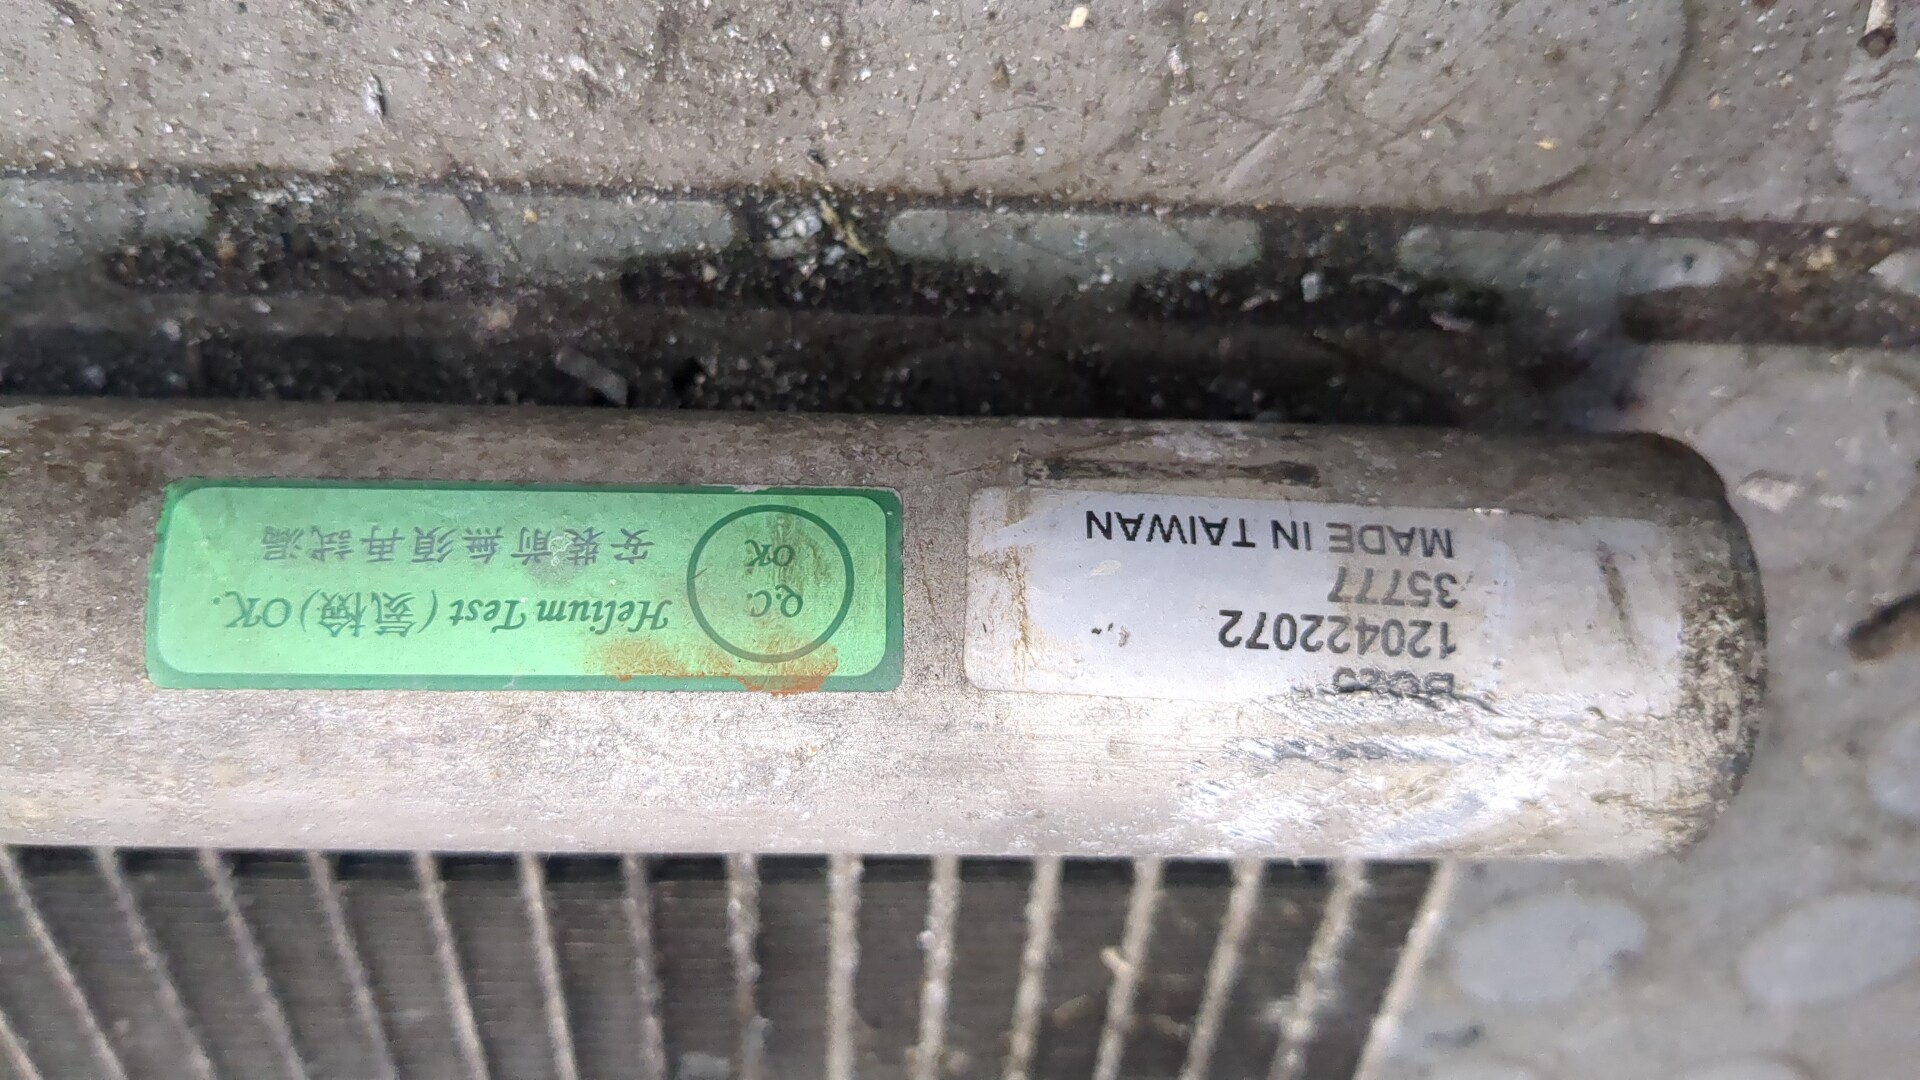 120422072
35777
MADE IN TAIWAN
Q.C.
OK
Helium Test (氦檢) OK.
安裝前無須再試漏